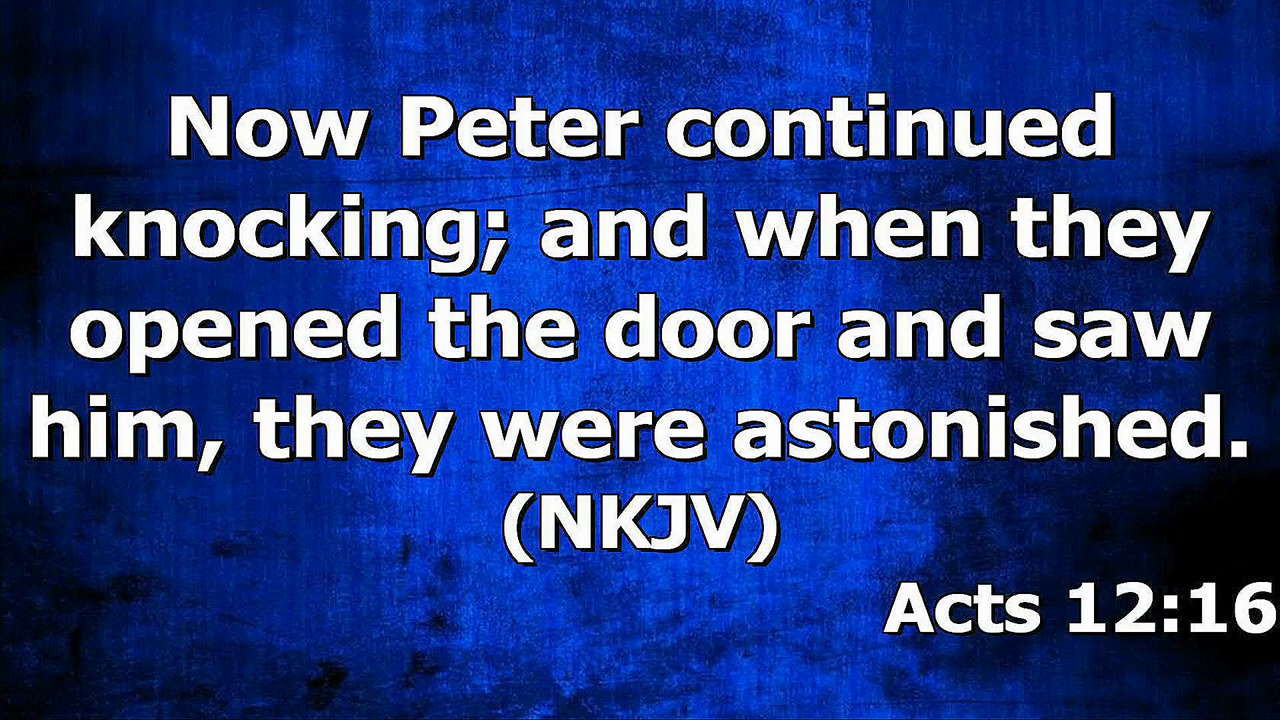 Now Peter continued
knocking; and when they
opened the door and saw
him, they were astonished.
(NKJV)
Acts 12:16